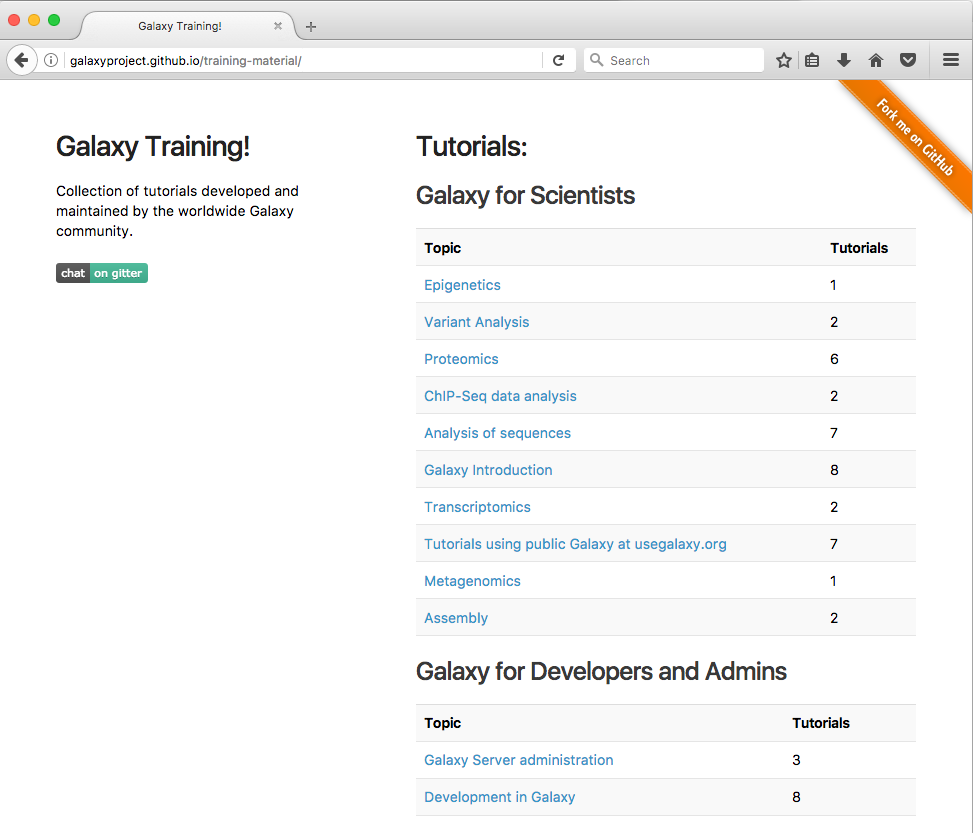 Galaxy Training!
galaxyproject.github.io/training-material/
Search
Fork me on GitHub
Galaxy Training!
Collection of tutorials developed and
maintained by the worldwide Galaxy
community.
chat on gitter
Tutorials:
Galaxy for Scientists
Topic Tutorials
Epigenetics 1
Variant Analysis 2
Proteomics 6
ChIP-Seq data analysis 2
Analysis of sequences 7
Galaxy Introduction 8
Transcriptomics 2
Tutorials using public Galaxy at usegalaxy.org 7
Metagenomics 1
Assembly 2
Galaxy for Developers and Admins
Topic Tutorials
Galaxy Server administration 3
Development in Galaxy 8